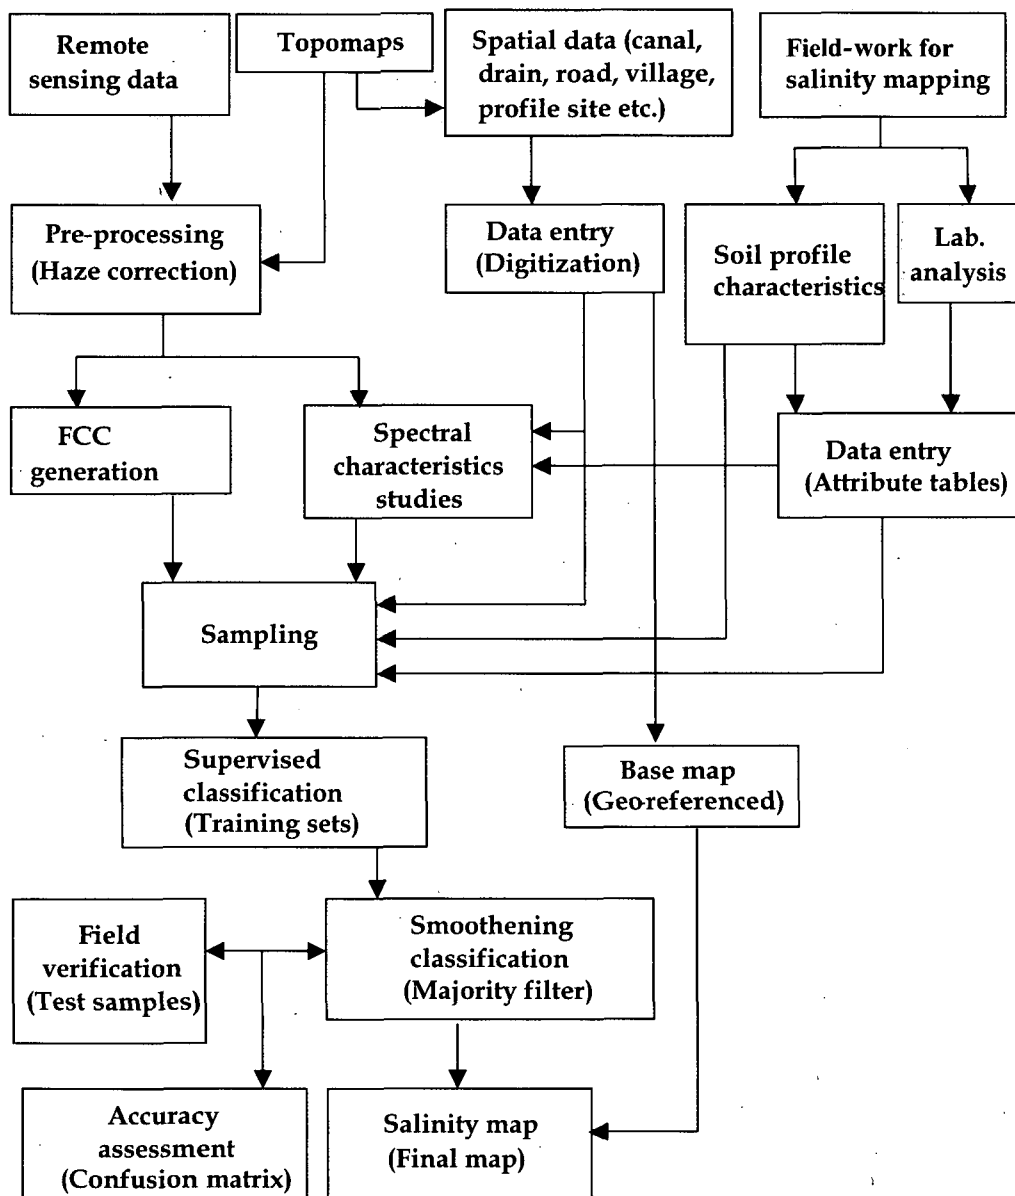 Remote
sensing data
Topomaps
Spatial data (canal,
drain, road, village,
profile site etc.)
Field-work for
salinity mapping
Pre-processing
(Haze correction)
Data entry
(Digitization)
Soil profile
characteristics
Lab.
analysis
FCC
generation
Spectral
characteristics
studies
Data entry
(Attribute tables)
Sampling
Supervised
classification
(Training sets)
Base map
(Geo-referenced)
Field
verification
(Test samples)
Smoothening
classification
(Majority filter)
Accuracy
assessment
(Confusion matrix)
Salinity map
(Final map)